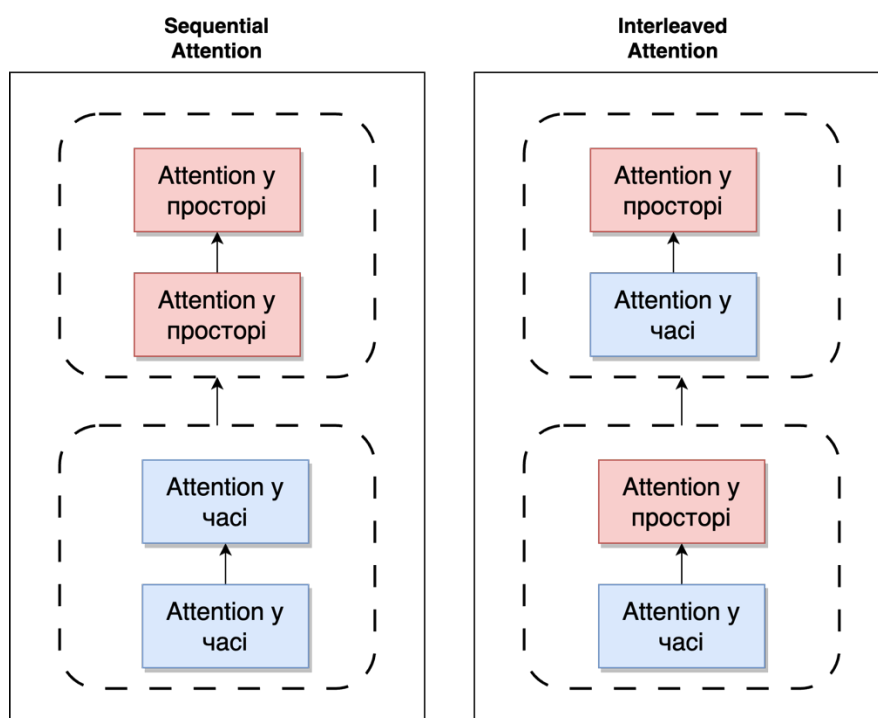 Sequential
Attention
Attention у
просторі
Attention у
просторі
Attention у
часі
Attention у
часі
Interleaved
Attention
Attention у
просторі
Attention у
часі
Attention у
просторі
Attention у
часі